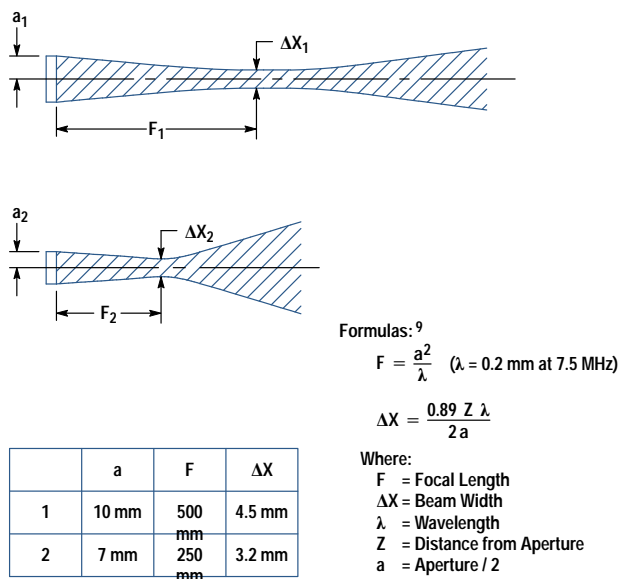 a1
ΔX1
F1
a2
ΔX2
F2
Formulas: 9
F = a2 / λ (λ = 0.2 mm at 7.5 MHz)
ΔX = 0.89 Z λ / 2 a
Where:
F = Focal Length
ΔX = Beam Width
λ = Wavelength
Z = Distance from Aperture
a = Aperture / 2
a F ΔX
1 10 mm 500 mm 4.5 mm
2 7 mm 250 mm 3.2 mm